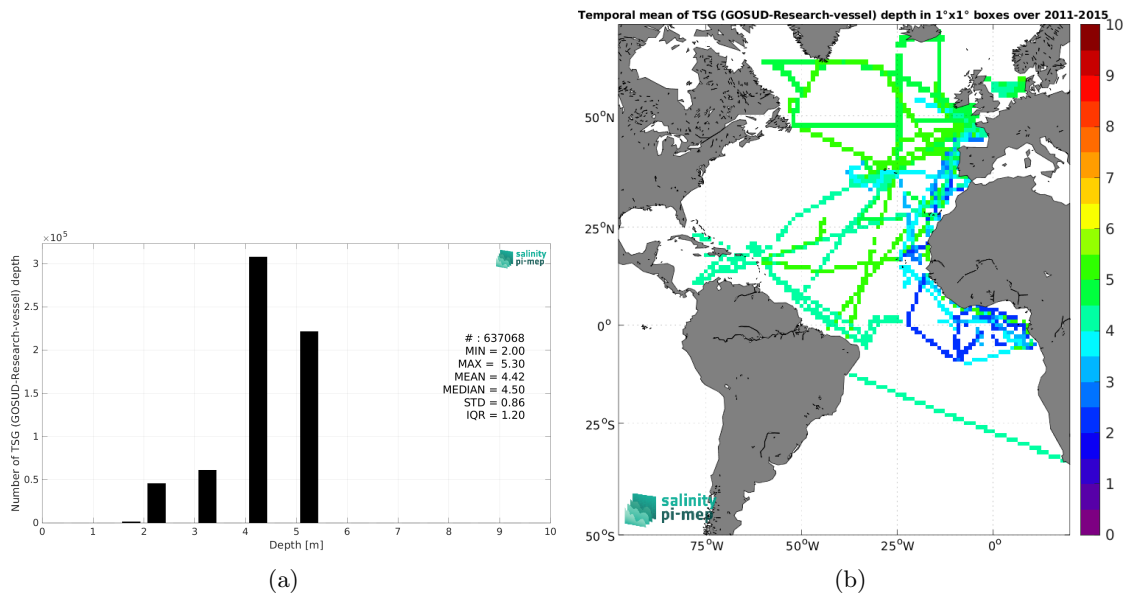 ×10⁵
3
2.5
2
1.5
1
0.5
0
0 1 2 3 4 5 6 7 8 9 10
Number of TSG (GOSUD-Research-vessel) depth
Depth [m]
salinity
pi-mep
# : 637068
MIN = 2.00
MAX = 5.30
MEAN = 4.42
MEDIAN = 4.50
STD = 0.86
IQR = 1.20
(a)
Temporal mean of TSG (GOSUD-Research-vessel) depth in 1°x1° boxes over 2011-2015
50°N
25°N
0°
25°S
50°S
75°W 50°W 25°W 0°
salinity
pi-mep
10
9
8
7
6
5
4
3
2
1
0
(b)